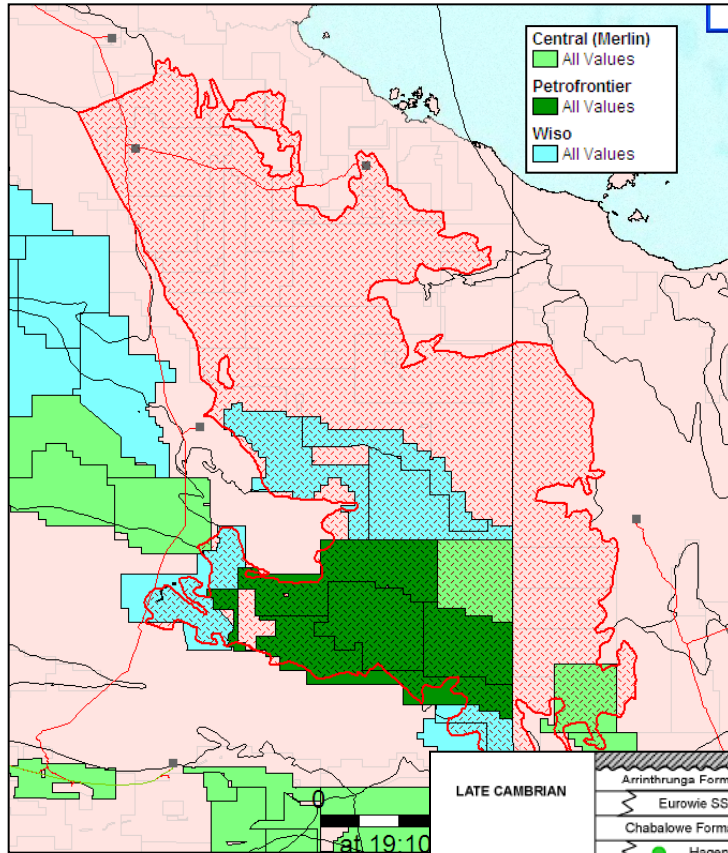 Central (Merlin)
All Values
Petrofrontier
All Values
Wiso
All Values
0
at 19:10
LATE CAMBRIAN
Arrinthrunga Form
Eurowie SS
Chabalowe Forma